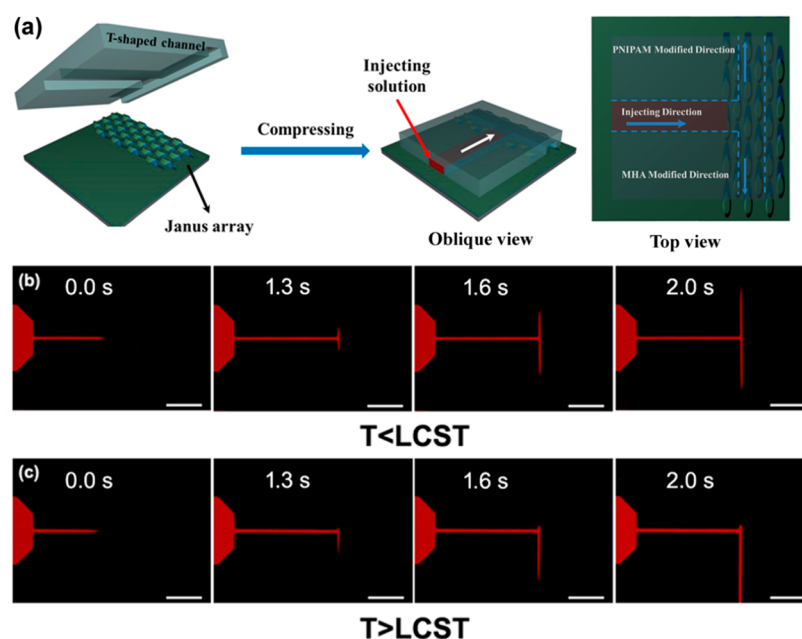 (a)
T-shaped channel
Janus array
Compressing
Injecting
solution
Oblique view
PNIPAM Modified Direction
Injecting Direction
MHA Modified Direction
Top view
(b)
0.0 s
1.3 s
1.6 s
2.0 s
T<LCST
(c)
0.0 s
1.3 s
1.6 s
2.0 s
T>LCST